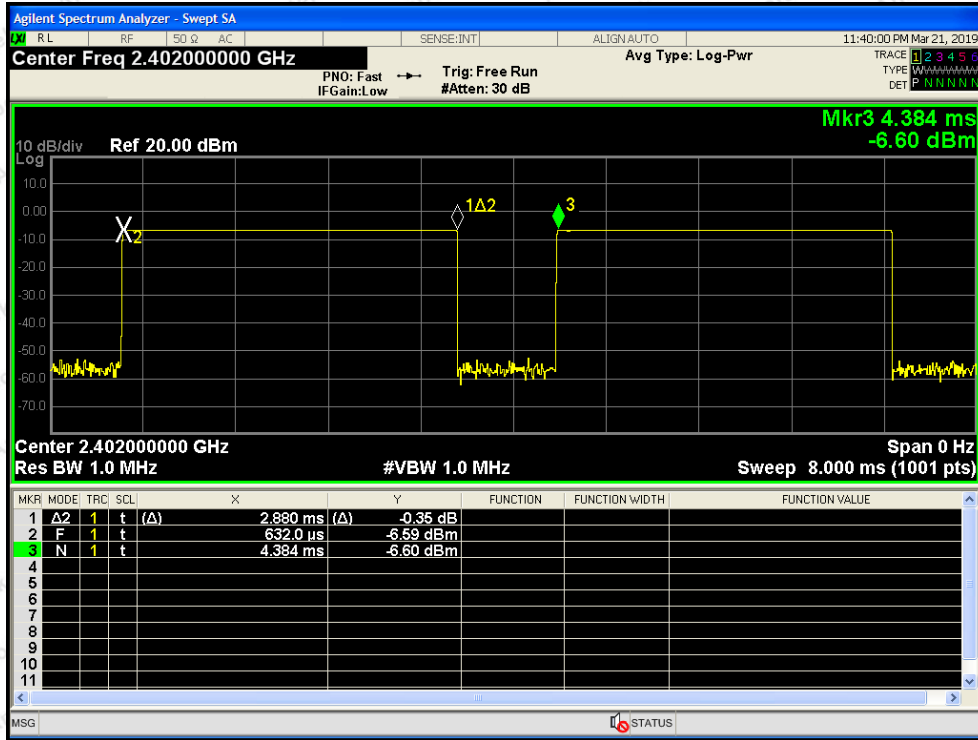 Agilent Spectrum Analyzer - Swept SA
LXI RL RF 50 Ω AC SENSE:INT ALIGN AUTO 11:40:00 PM Mar 21, 2019
Center Freq 2.402000000 GHz
PNO: Fast
IFGain:Low
Trig: Free Run
#Atten: 30 dB
Avg Type: Log-Pwr
TRACE 1 2 3 4 5 6
TYPE WWWWWW
DET P N N N N N
Mkr3 4.384 ms
-6.60 dBm
10 dB/div Ref 20.00 dBm
Log
10.0
0.00
-10.0
-20.0
-30.0
-40.0
-50.0
-60.0
-70.0
X2
1Δ2
3
Center 2.402000000 GHz Span 0 Hz
Res BW 1.0 MHz #VBW 1.0 MHz Sweep 8.000 ms (1001 pts)
MKR MODE TRC SCL X Y FUNCTION FUNCTION WIDTH FUNCTION VALUE
1 Δ2 1 t (Δ) 2.880 ms (Δ) -0.35 dB
2 F 1 t 632.0 μs -6.59 dBm
3 N 1 t 4.384 ms -6.60 dBm
4
5
6
7
8
9
10
11
MSG STATUS